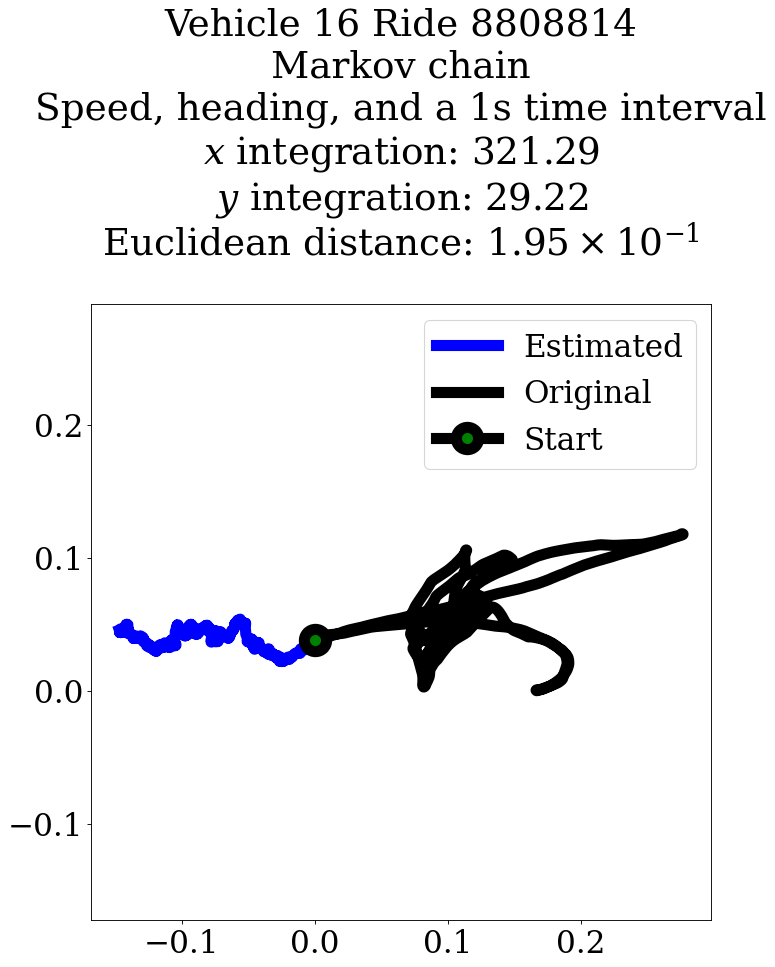 Vehicle 16 Ride 8808814
Markov chain
Speed, heading, and a 1s time interval
x integration: 321.29
y integration: 29.22
Euclidean distance: 1.95 × 10⁻¹
Estimated
Original
Start
0.2
0.1
0.0
−0.1
−0.1 0.0 0.1 0.2